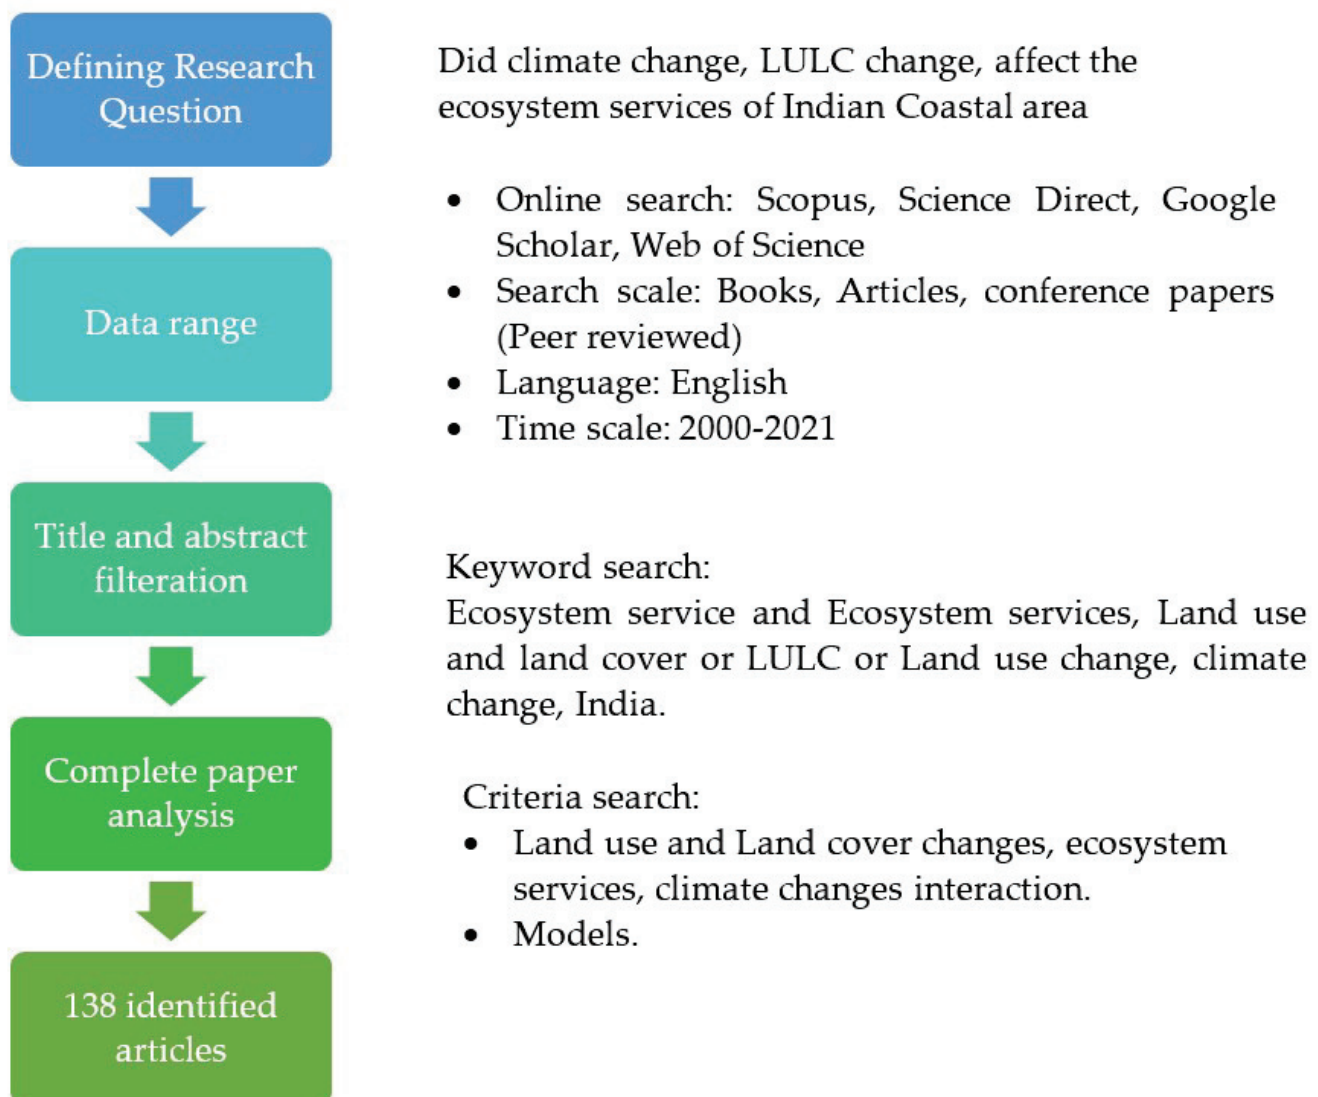 Defining Research
Question
Did climate change, LULC change, affect the
ecosystem services of Indian Coastal area
Data range
• Online search: Scopus, Science Direct, Google
Scholar, Web of Science
• Search scale: Books, Articles, conference papers
(Peer reviewed)
• Language: English
• Time scale: 2000-2021
Title and abstract
filteration
Keyword search:
Ecosystem service and Ecosystem services, Land use
and land cover or LULC or Land use change, climate
change, India.
Complete paper
analysis
Criteria search:
• Land use and Land cover changes, ecosystem
services, climate changes interaction.
• Models.
138 identified
articles